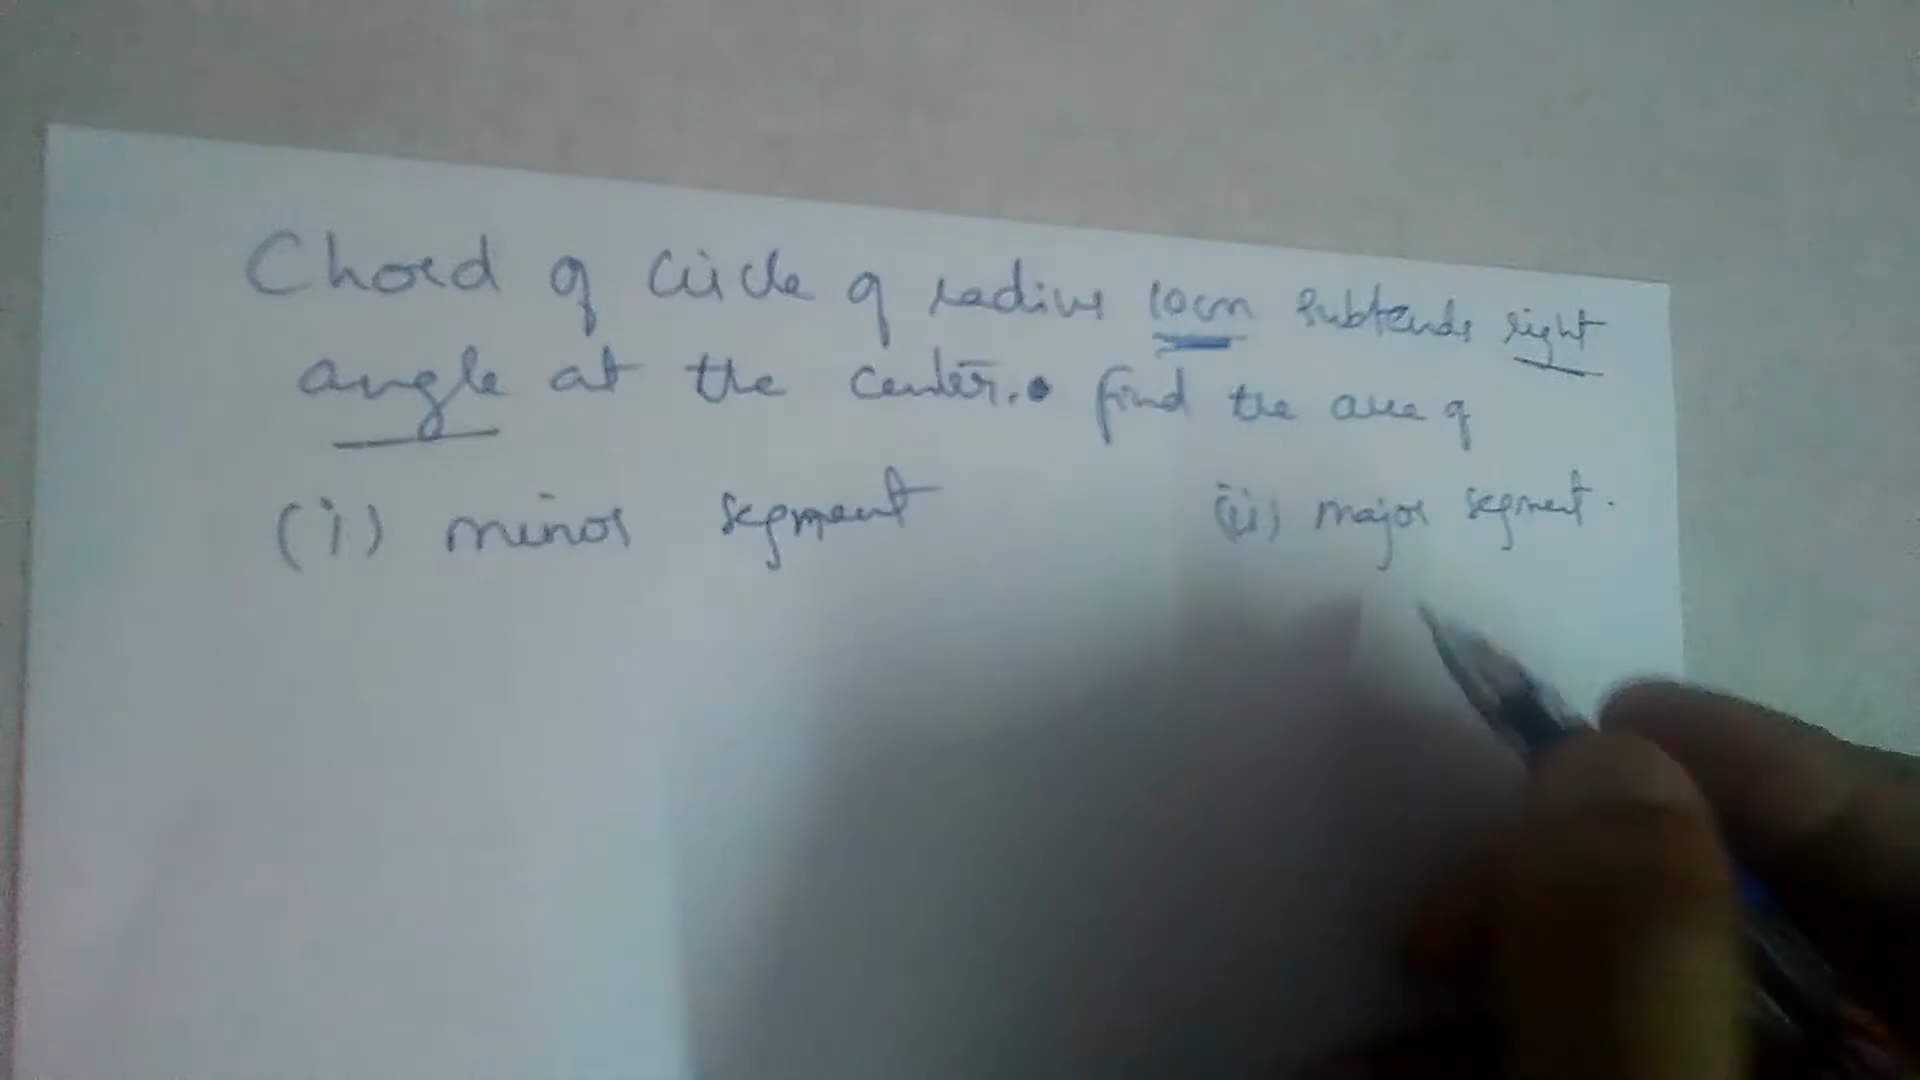 Chord of circle of radius 10cm subtends right
angle at the center. find the area of
(i) minor segment (ii) major segment.